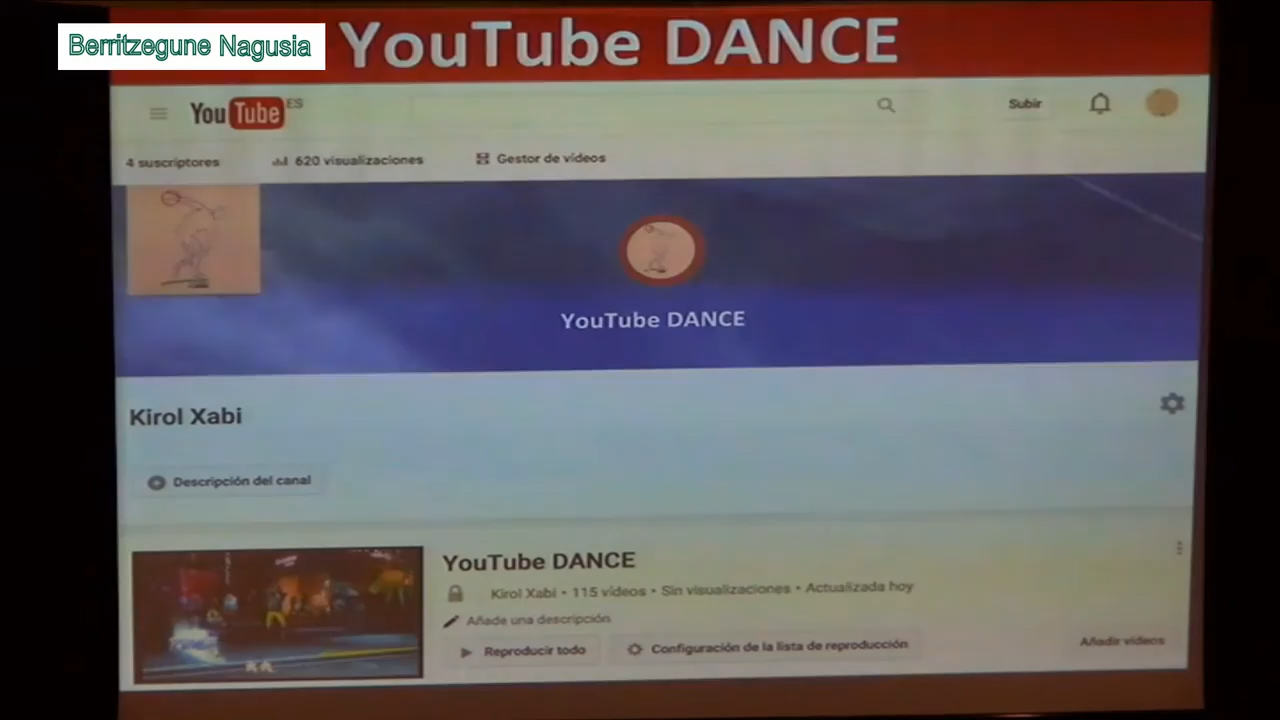 Berritzegune Nagusia
YouTube DANCE
YouTube ES
Subir
4 suscriptores 620 visualizaciones Gestor de vídeos
YouTube DANCE
Kirol Xabi
Descripción del canal
YouTube DANCE
Kirol Xabi • 115 vídeos • Sin visualizaciones • Actualizada hoy
Añade una descripción
Reproducir todo Configuración de la lista de reproducción Añadir vídeos